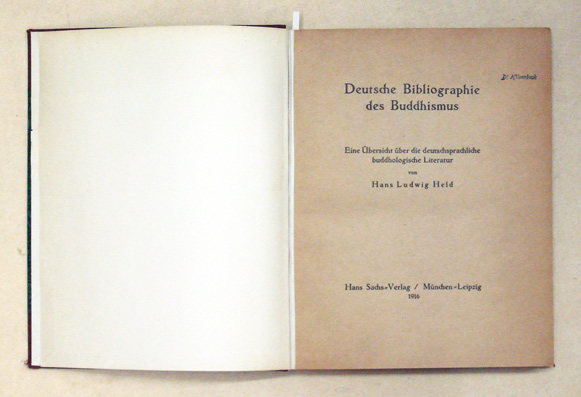 Deutsche Bibliographie
des Buddhismus
Eine Übersicht über die deutschsprachliche
buddhologische Literatur
von
Hans Ludwig Held
Hans Sachs-Verlag / München-Leipzig
1916